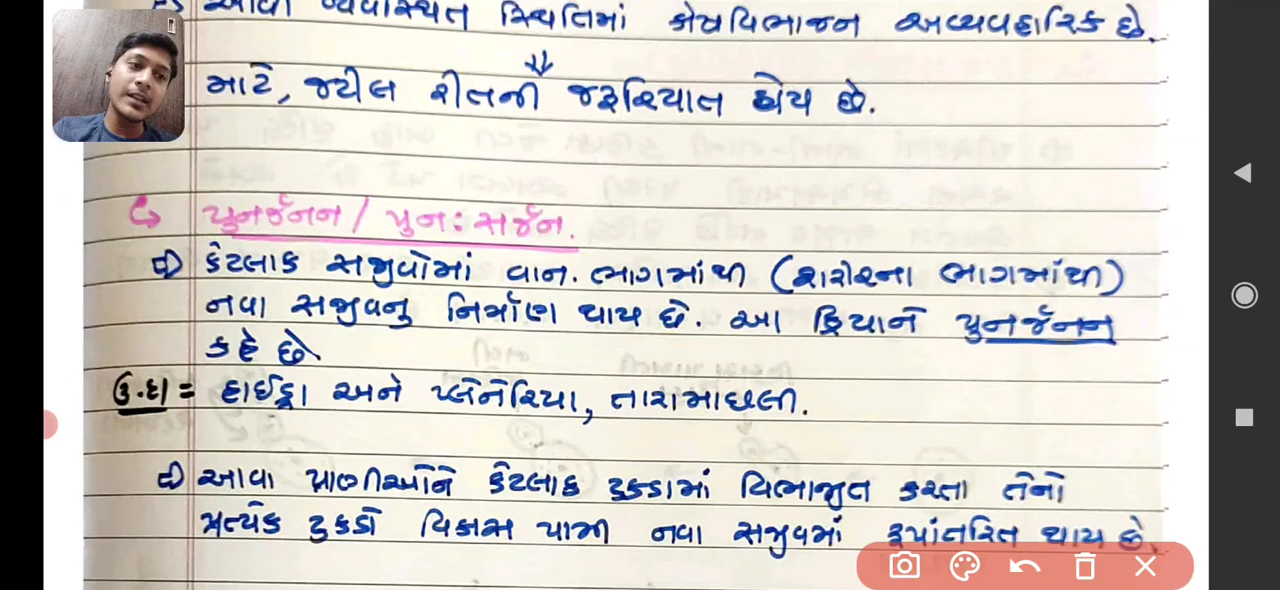 આવી વ્યવસ્થિત સ્થિતિમાં કોષવિભાજન અવ્યવહારિક છે.
માટે, જટીલ રીતની જરૂરિયાત હોય છે.
પુનર્જનન / પુન:સર્જન.
કેટલાક સજીવોમાં વાન. ભાગમાંથી (શરીરના ભાગમાંથી)
નવા સજીવનુ નિર્માણ થાય છે. આ ક્રિયાને પુનર્જનન
કહે છે.
ઉ.દા = હાઈડ્રા અને પ્લેનેરિયા, તારામાછલી.
આવા પ્રાણીઓને કેટલાક ટુકડામાં વિભાજીત કરતા તેનો
પ્રત્યેક ટુકડો વિકાસ પામી નવા સજીવમાં રૂપાંતરિત થાય છે.